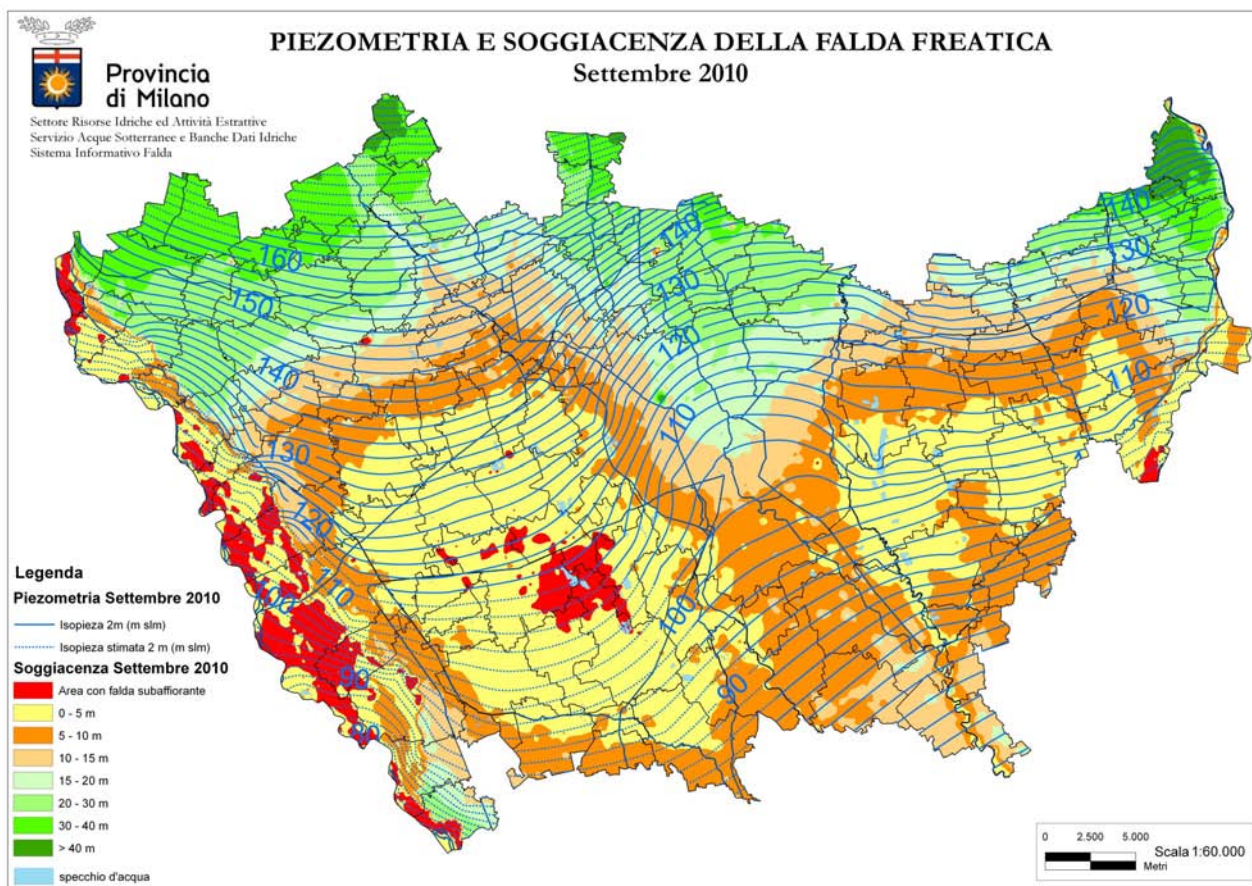 PIEZOMETRIA E SOGGIACENZA DELLA FALDA FREATICA
Settembre 2010
Provincia
di Milano
Settore Risorse Idriche ed Attività Estrattive
Servizio Acque Sotterranee e Banche Dati Idriche
Sistema Informativo Falda
140
140
160
130
130
150
120
120
140
110
110
130
120
110
100
100
90
90
80
Legenda
Piezometria Settembre 2010
Isopieza 2m (m slm)
Isopieza stimata 2 m (m slm)
Soggiacenza Settembre 2010
Area con falda subaffiorante
0 - 5 m
5 - 10 m
10 - 15 m
15 - 20 m
20 - 30 m
30 - 40 m
> 40 m
specchio d'acqua
0 2.500 5.000
Scala 1:60.000
Metri